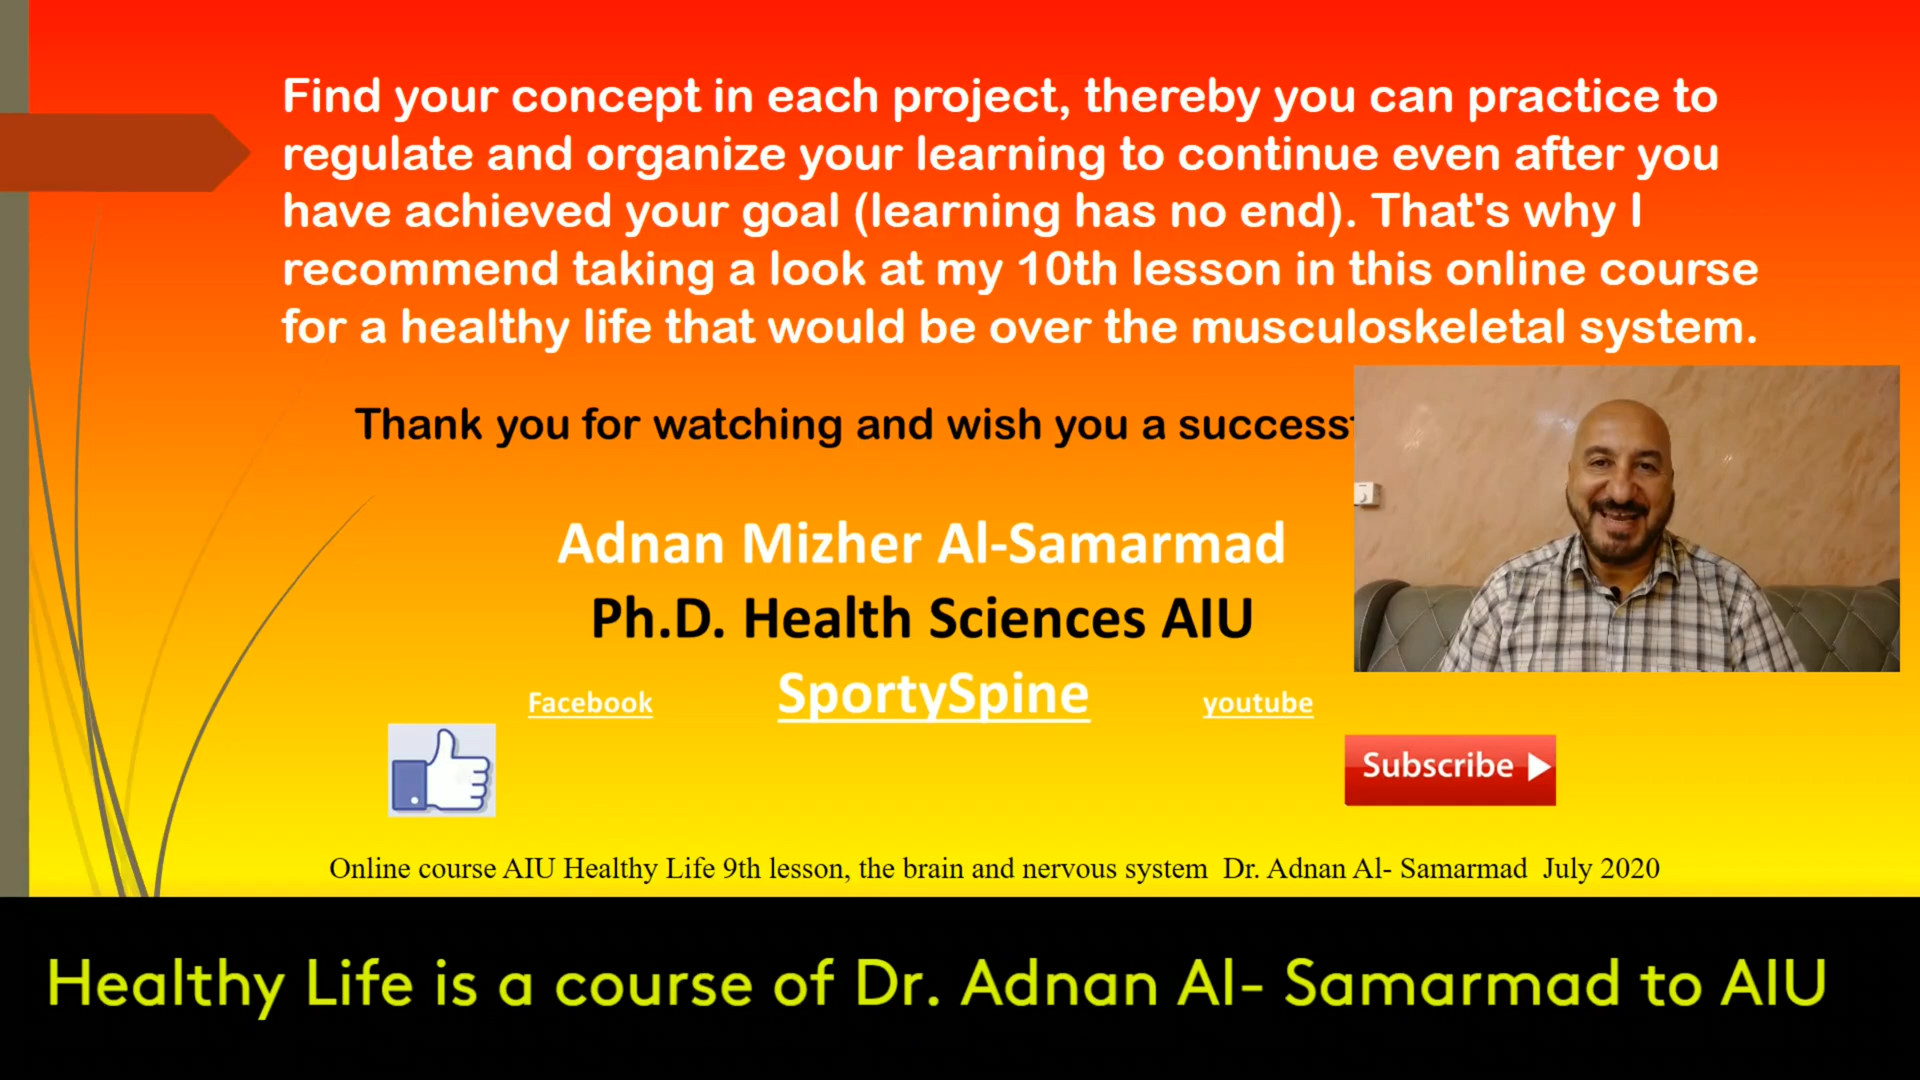 Find your concept in each project, thereby you can practice to
regulate and organize your learning to continue even after you
have achieved your goal (learning has no end). That's why I
recommend taking a look at my 10th lesson in this online course
for a healthy life that would be over the musculoskeletal system.
Thank you for watching and wish you a
Adnan Mizher Al-Samarmad
Ph.D. Health Sciences AIU
Facebook SportySpine youtube
Subscribe
Online course AIU Healthy Life 9th lesson, the brain and nervous system Dr. Adnan Al- Samarmad July 2020
Healthy Life is a course of Dr. Adnan Al- Samarmad to AIU